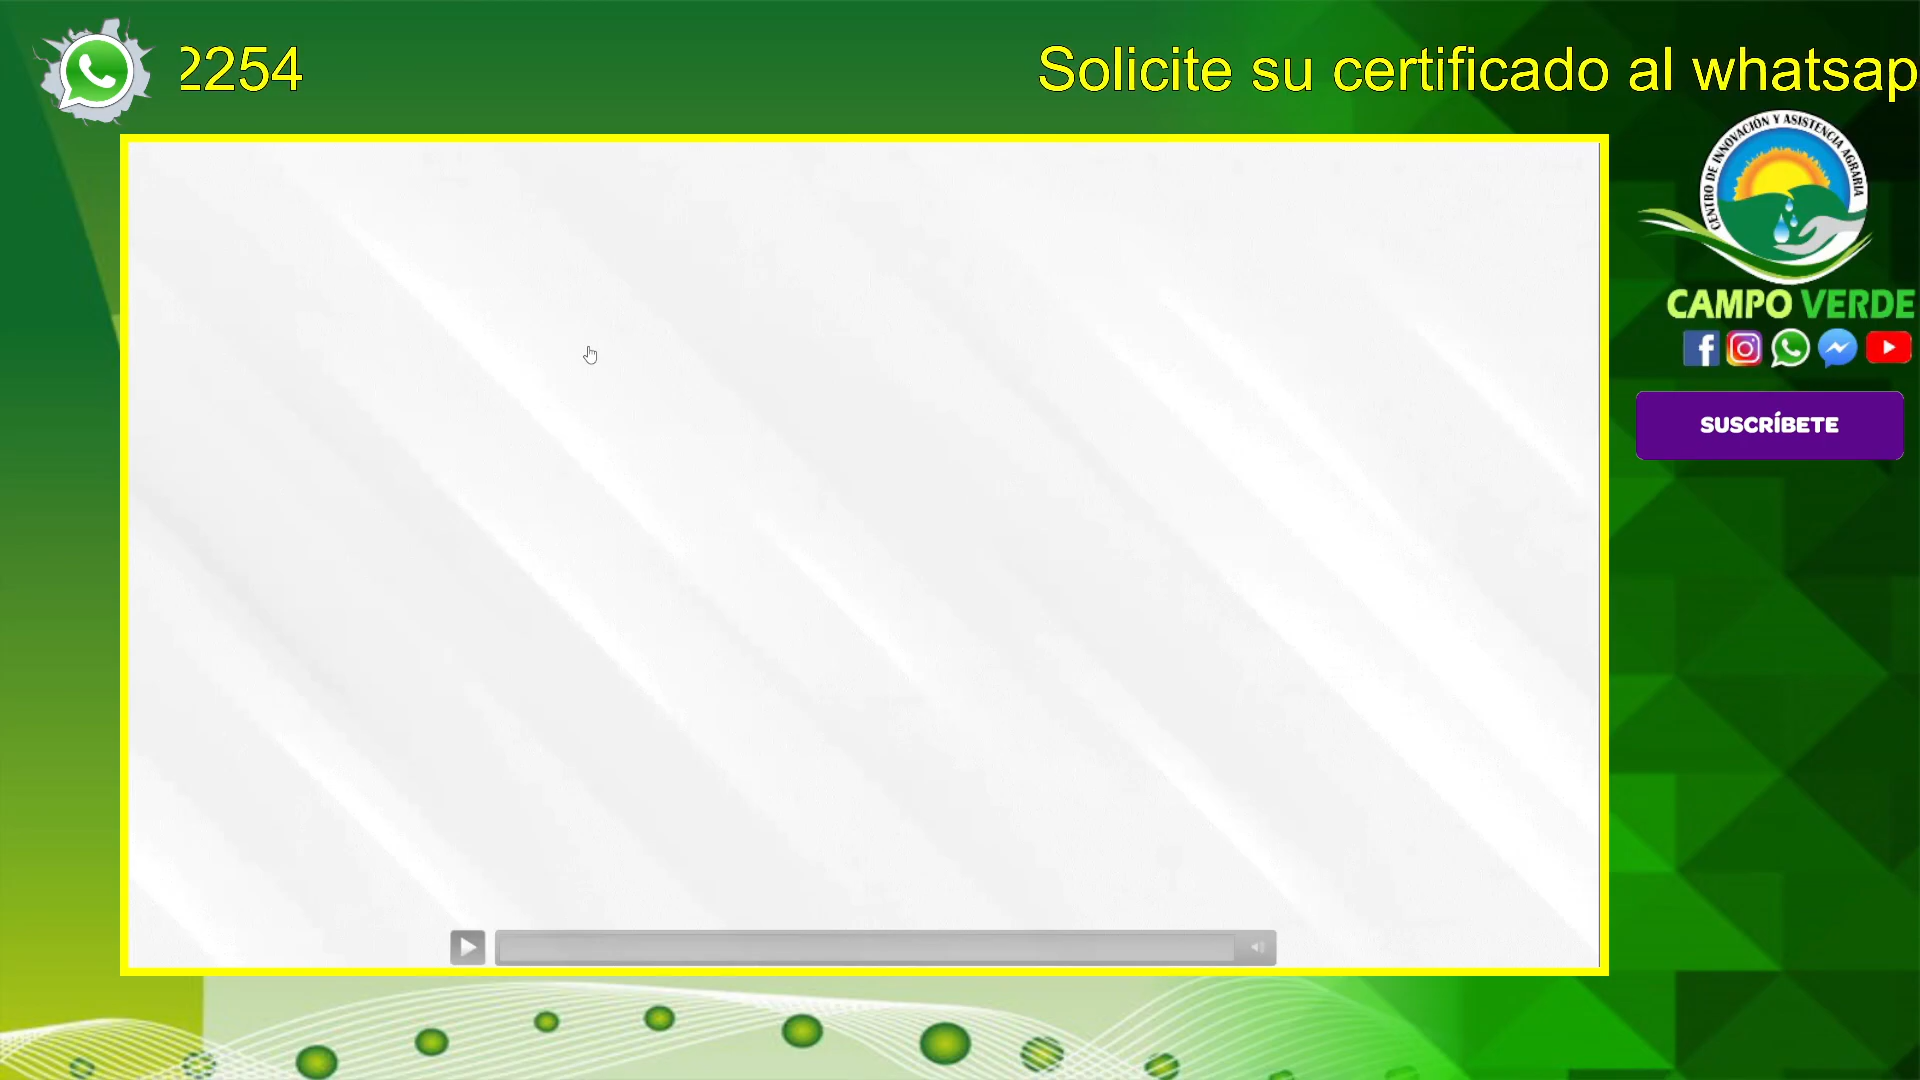 2254
Solicite su certificado al whatsap
CENTRO DE INNOVACIÓN Y ASISTENCIA AGRARIA
CAMPO VERDE
SUSCRÍBETE